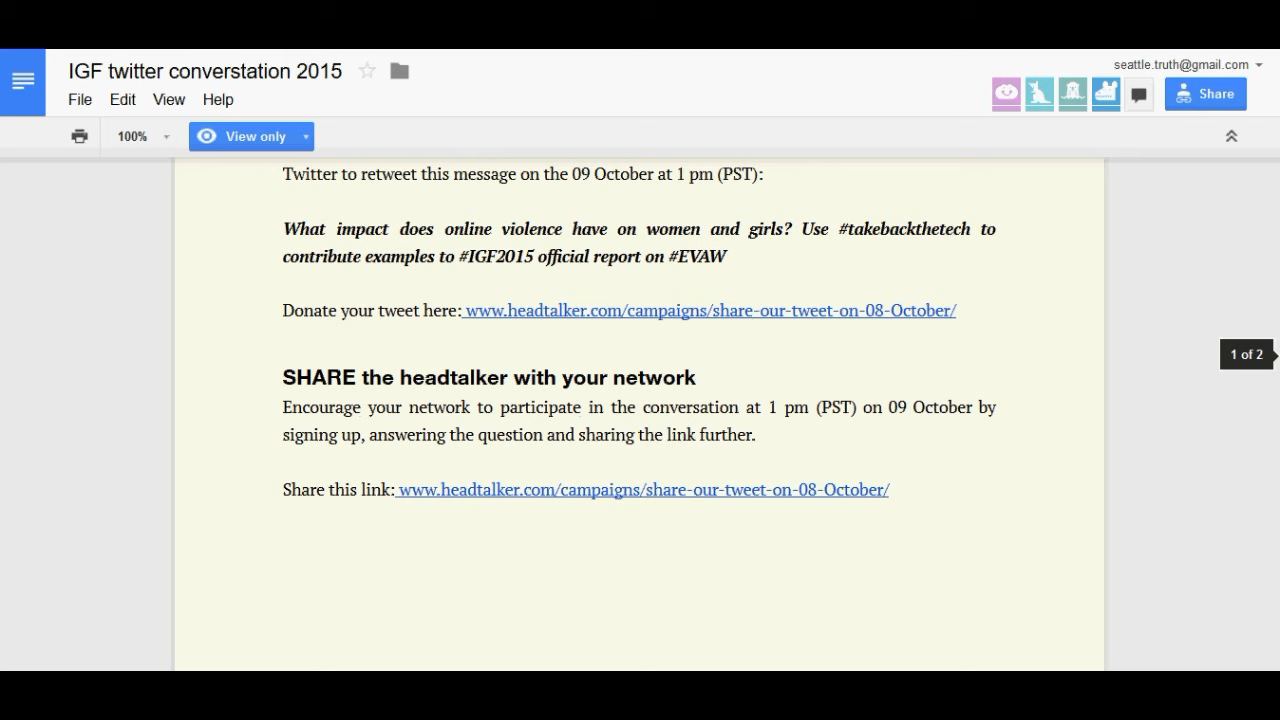 IGF twitter converstation 2015
seattle.truth@gmail.com
File Edit View Help
Share
100%
View only
Twitter to retweet this message on the 09 October at 1 pm (PST):
What impact does online violence have on women and girls? Use #takebackthetech to
contribute examples to #IGF2015 official report on #EVAW
Donate your tweet here: www.headtalker.com/campaigns/share-our-tweet-on-08-October/
1 of 2
SHARE the headtalker with your network
Encourage your network to participate in the conversation at 1 pm (PST) on 09 October by
signing up, answering the question and sharing the link further.
Share this link: www.headtalker.com/campaigns/share-our-tweet-on-08-October/